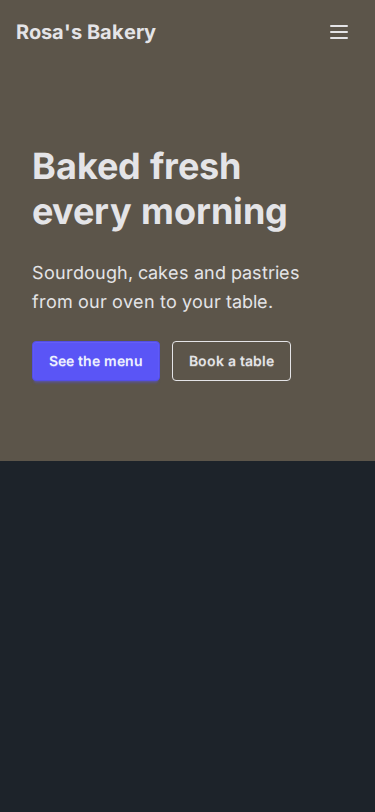 Rosa's Bakery
Baked fresh
every morning
Sourdough, cakes and pastries
from our oven to your table.
See the menu
Book a table